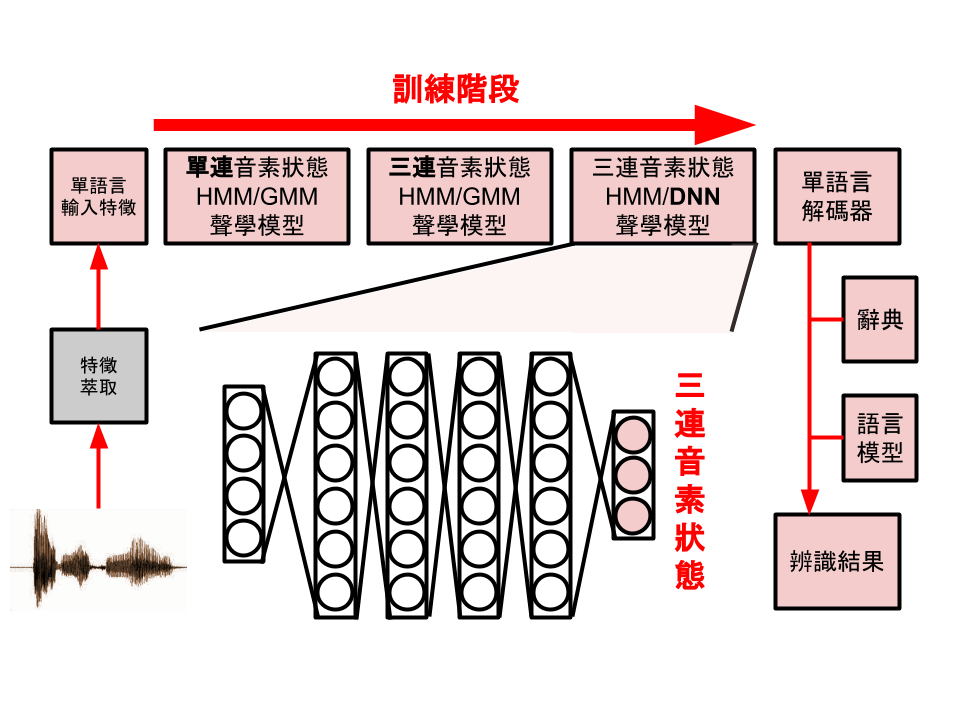 訓練階段
單語言
輸入特徵
單連音素狀態
HMM/GMM
聲學模型
三連音素狀態
HMM/GMM
聲學模型
三連音素狀態
HMM/DNN
聲學模型
單語言
解碼器
辭典
特徵
萃取
三連音素狀態
語言
模型
辨識結果